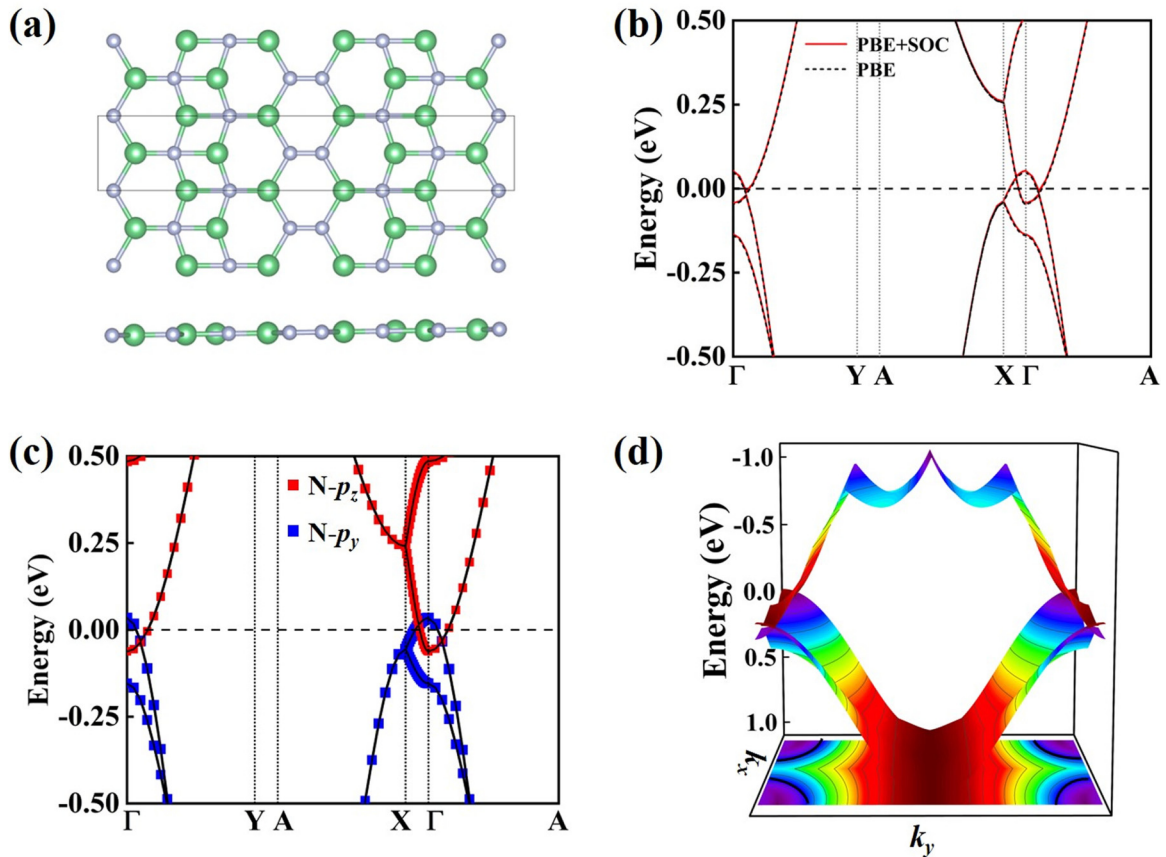 (a)
(b)
PBE+SOC
PBE
Energy (eV)
0.50
0.25
0.00
-0.25
-0.50
Γ Y A X Γ A
(c)
N-pz
N-py
Energy (eV)
0.50
0.25
0.00
-0.25
-0.50
Γ Y A X Γ A
(d)
Energy (eV)
-1.0
-0.5
0.0
0.5
1.0
kx
ky